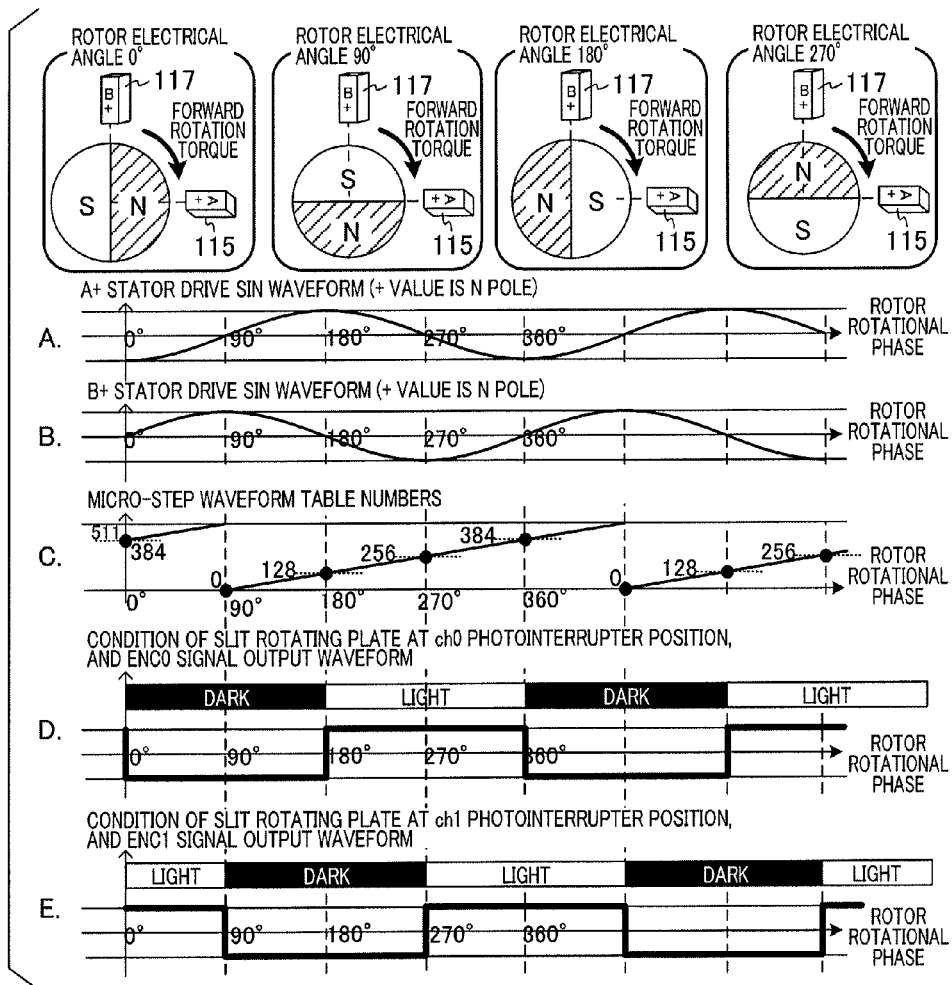 ROTOR ELECTRICAL
ANGLE 0°
B+
117
FORWARD
ROTATION
TORQUE
S
N
+A
115
ROTOR ELECTRICAL
ANGLE 90°
B+
117
FORWARD
ROTATION
TORQUE
S
N
+A
115
ROTOR ELECTRICAL
ANGLE 180°
B+
117
FORWARD
ROTATION
TORQUE
N
S
+A
115
ROTOR ELECTRICAL
ANGLE 270°
B+
117
FORWARD
ROTATION
TORQUE
N
S
+A
115
A+ STATOR DRIVE SIN WAVEFORM (+ VALUE IS N POLE)
A.
0° 90° 180° 270° 360°
ROTOR
ROTATIONAL
PHASE
B+ STATOR DRIVE SIN WAVEFORM (+ VALUE IS N POLE)
B.
0° 90° 180° 270° 360°
ROTOR
ROTATIONAL
PHASE
MICRO-STEP WAVEFORM TABLE NUMBERS
C.
511
384
0 128 256 384 0 128 256
0° 90° 180° 270° 360°
ROTOR
ROTATIONAL
PHASE
CONDITION OF SLIT ROTATING PLATE AT ch0 PHOTOINTERRUPTER POSITION,
AND ENC0 SIGNAL OUTPUT WAVEFORM
DARK LIGHT DARK LIGHT
D.
0° 90° 180° 270° 360°
ROTOR
ROTATIONAL
PHASE
CONDITION OF SLIT ROTATING PLATE AT ch1 PHOTOINTERRUPTER POSITION,
AND ENC1 SIGNAL OUTPUT WAVEFORM
LIGHT DARK LIGHT DARK LIGHT
E.
0° 90° 180° 270° 360°
ROTOR
ROTATIONAL
PHASE